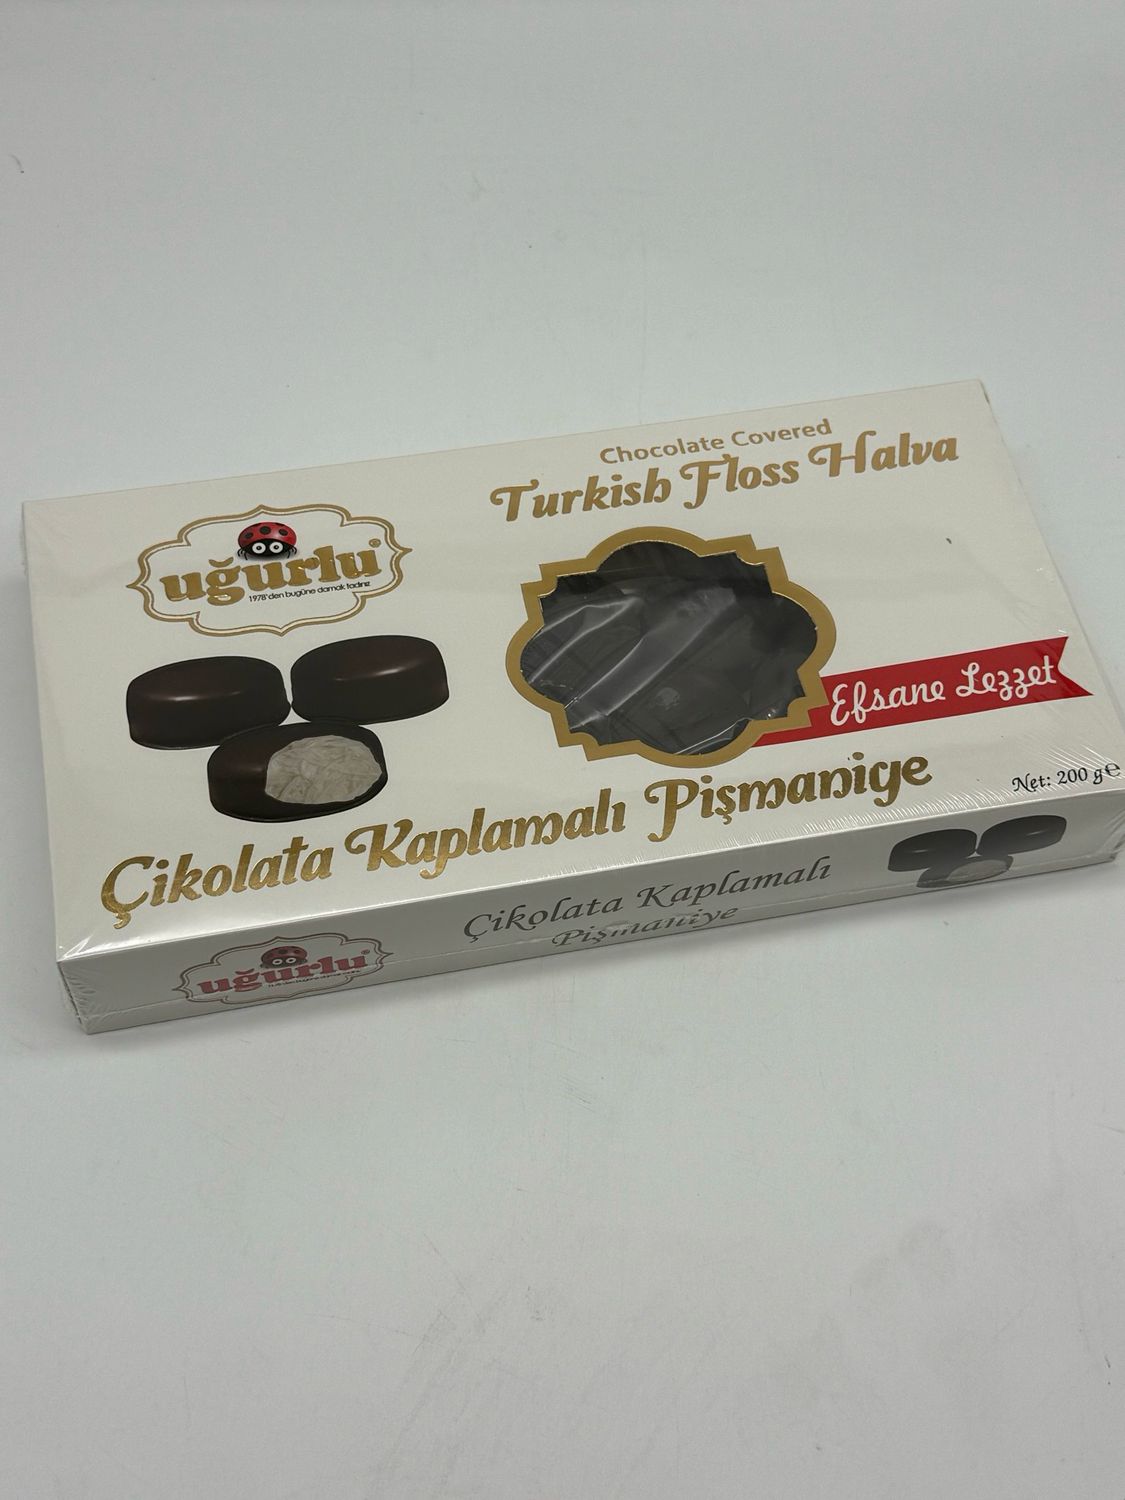 Chocolate Covered
Turkish Floss Halva
uğurlu
1978'den bugüne damak tadınız
Efsane Lezzet
Çikolata Kaplamalı Pişmaniye
Net: 200 g℮
Çikolata Kaplamalı
Pişmaniye
uğurlu